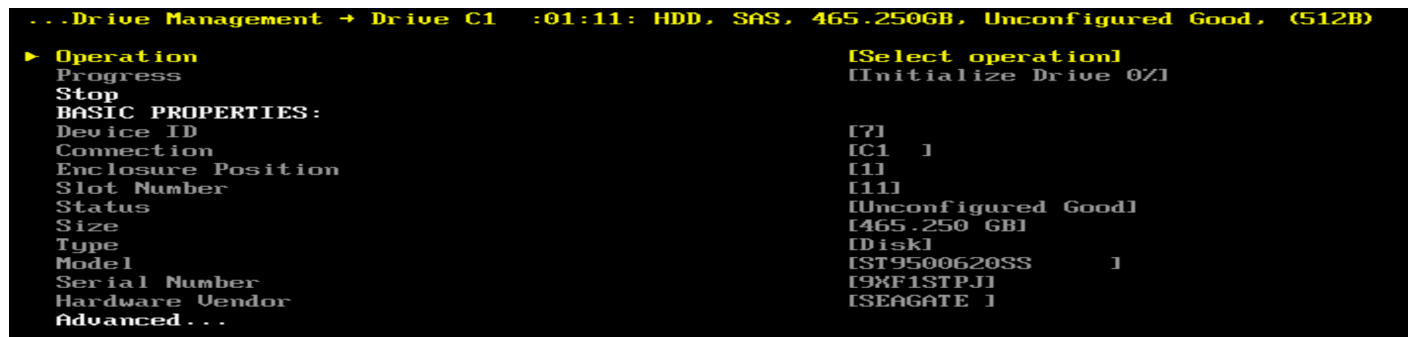 ...Drive Management → Drive C1 :01:11: HDD, SAS, 465.250GB, Unconfigured Good, (512B)
► Operation [Select operation]
Progress [Initialize Drive 0%]
Stop
BASIC PROPERTIES:
Device ID [7]
Connection [C1 ]
Enclosure Position [1]
Slot Number [11]
Status [Unconfigured Good]
Size [465.250 GB]
Type [Disk]
Model [ST9500620SS ]
Serial Number [9XF1STPJ]
Hardware Vendor [SEAGATE ]
Advanced...